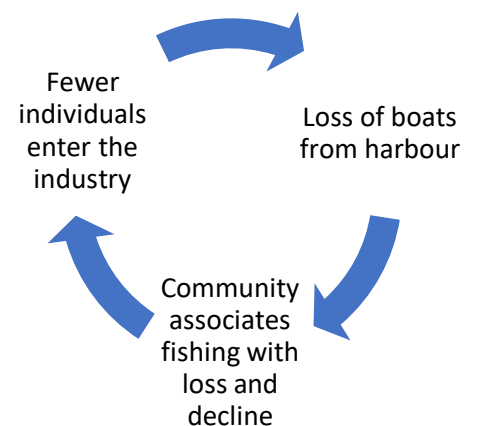 Fewer
individuals
enter the
industry
Loss of boats
from harbour
Community
associates
fishing with
loss and
decline